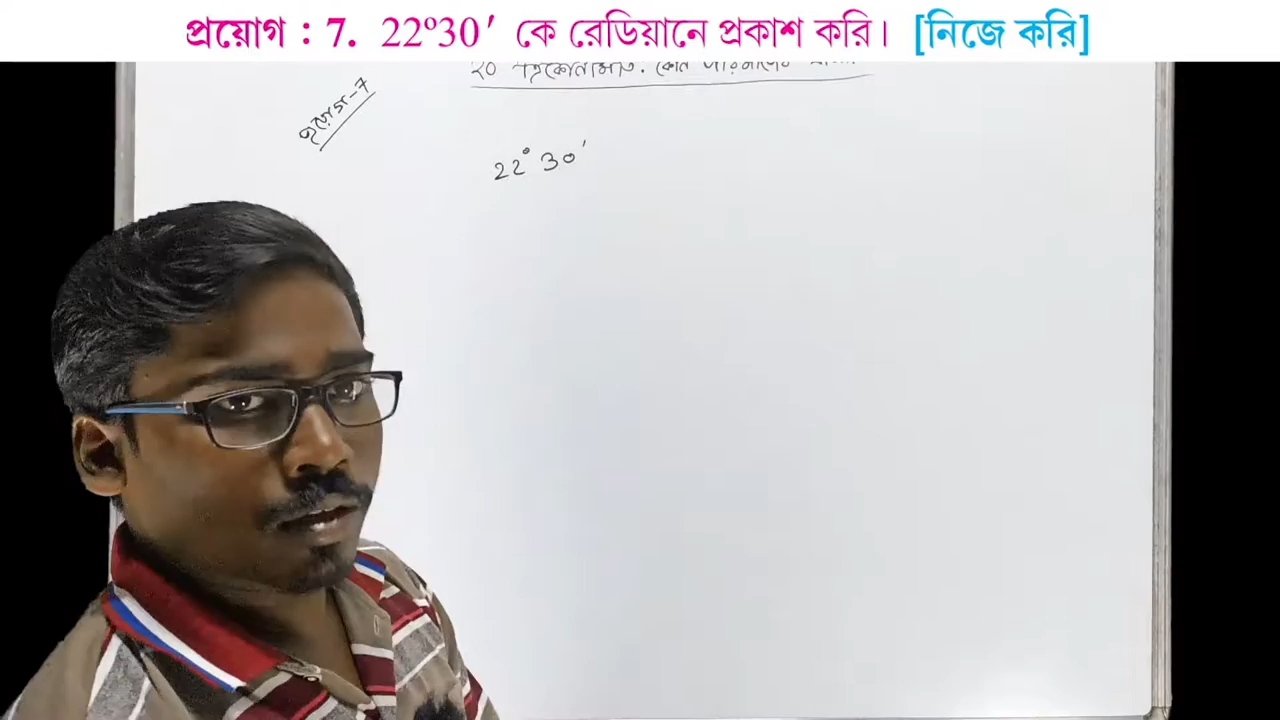 প্রয়োগ : 7. 22º30′ কে রেডিয়ানে প্রকাশ করি। [নিজে করি]
প্রয়োগ-7
22° 30′